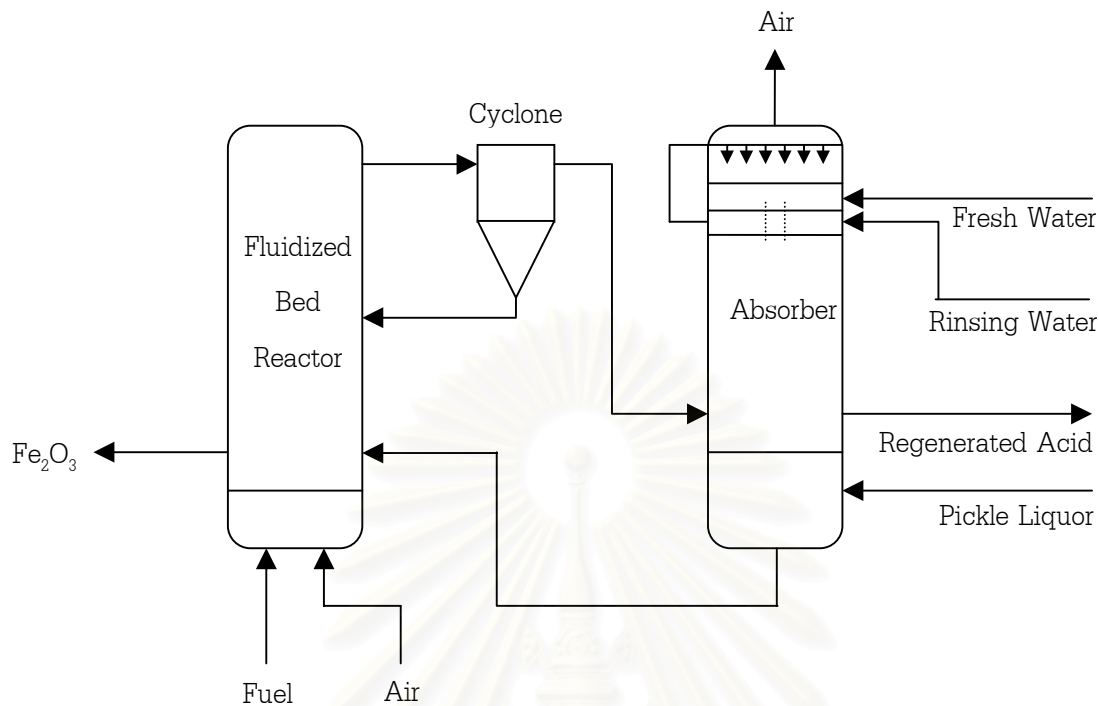 Air
Cyclone
Fluidized
Bed
Reactor
Fresh Water
Absorber
Rinsing Water
Fe₂O₃
Regenerated Acid
Pickle Liquor
Fuel
Air